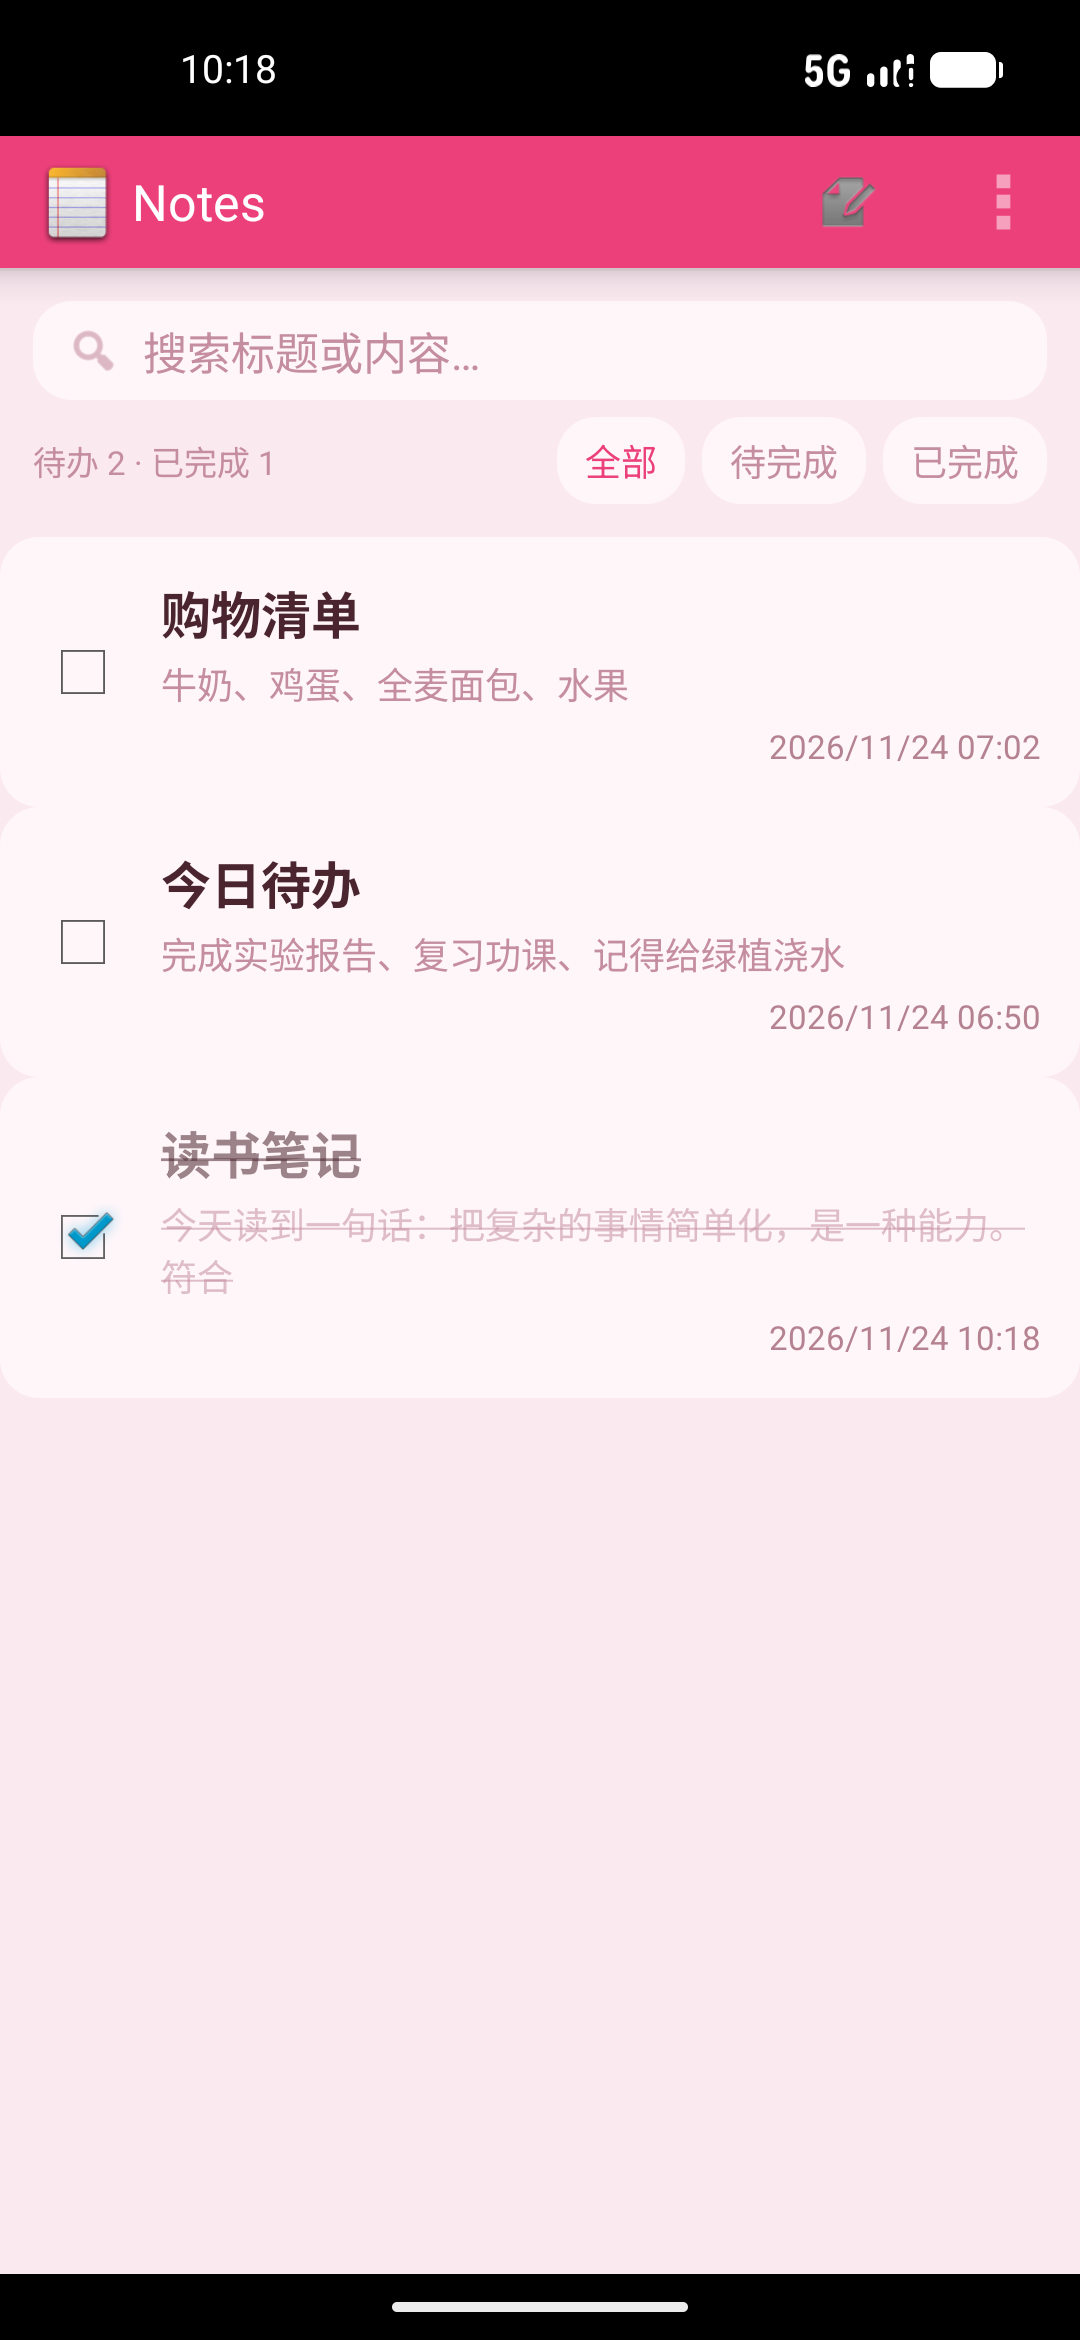 10:18
5G
Notes
搜索标题或内容...
待办 2 · 已完成 1
全部
待完成
已完成
购物清单
牛奶、鸡蛋、全麦面包、水果
2026/11/24 07:02
今日待办
完成实验报告、复习功课、记得给绿植浇水
2026/11/24 06:50
读书笔记
今天读到一句话：把复杂的事情简单化，是一种能力。
符合
2026/11/24 10:18